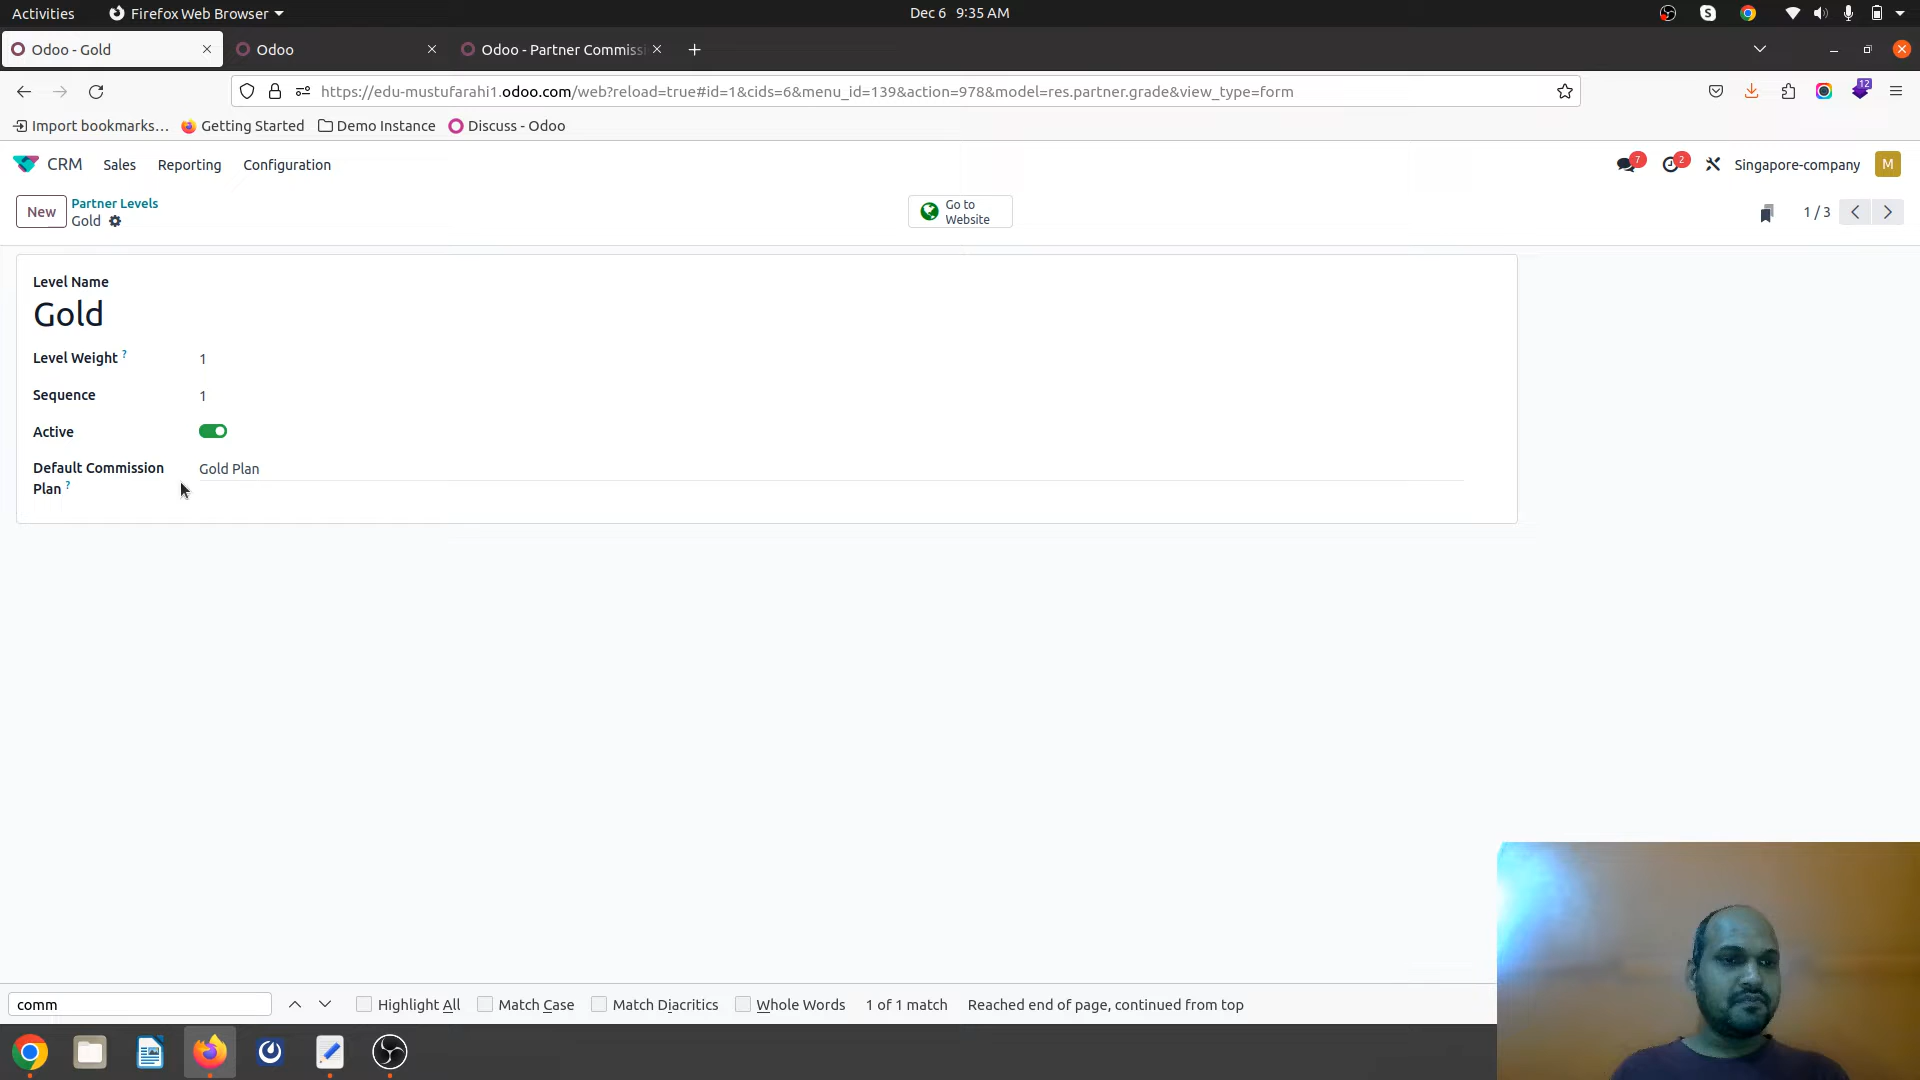 Activities Firefox Web Browser Dec 6 9:35 AM
Odoo - Gold Odoo Odoo - Partner Commiss
https://edu-mustufarahi1.odoo.com/web?reload=true#id=1&cids=6&menu_id=139&action=978&model=res.partner.grade&view_type=form 12
Import bookmarks... Getting Started Demo Instance Discuss - Odoo
CRM Sales Reporting Configuration 7 2 Singapore-company M
New Partner Levels
Gold
Go to
Website
1 / 3
Level Name
Gold
Level Weight ? 1
Sequence 1
Active
Default Commission
Plan ?
Gold Plan
comm Highlight All Match Case Match Diacritics Whole Words 1 of 1 match Reached end of page, continued from top